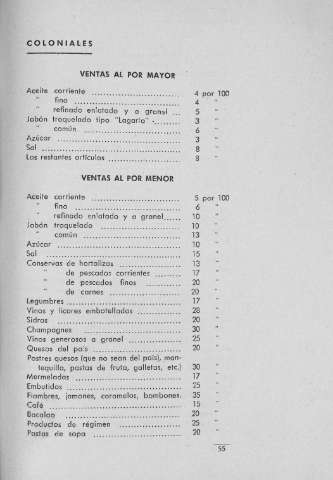 COLONIALES
VENTAS AL POR MAYOR
Aceite corriente .............................. 4 por 100
" fino .................................... 4 "
" refinado enlatado y a granel ... 5 "
Jabón troquelado tipo "Lagarto" .......... 3 "
" común .................................. 6 "
Azúcar ........................................ 3 "
Sal .............................................. 8 "
Los restantes artículos ........................ 8 "
VENTAS AL POR MENOR
Aceite corriente .............................. 5 por 100
" fino .................................... 6 "
" refinado enlatado y a granel...... 10 "
Jabón troquelado .............................. 10 "
" común .................................. 13 "
Azúcar ........................................ 10 "
Sal .............................................. 15 "
Conservas de hortalizas ...................... 13 "
" de pescados corrientes .......... 17 "
" de pescados finos .............. 20 "
" de carnes ........................ 20 "
Legumbres ...................................... 17 "
Vinos y licores embotellados ................ 28 "
Sidras ........................................ 20 "
Champagnes .................................. 30 "
Vinos generosos a granel .................... 25 "
Quesos del país .............................. 20 "
Postres quesos (que no sean del país), man-
tequilla, pastas de fruta, galletas, etc.) 30 "
Mermeladas .................................. 17 "
Embutidos .................................... 25 "
Fiambres, jamones, caramelos, bombones. 35 "
Café ............................................ 15 "
Bacalao ...................................... 20 "
Productos de régimen ........................ 25 "
Pastas de sopa .............................. 20 "
55